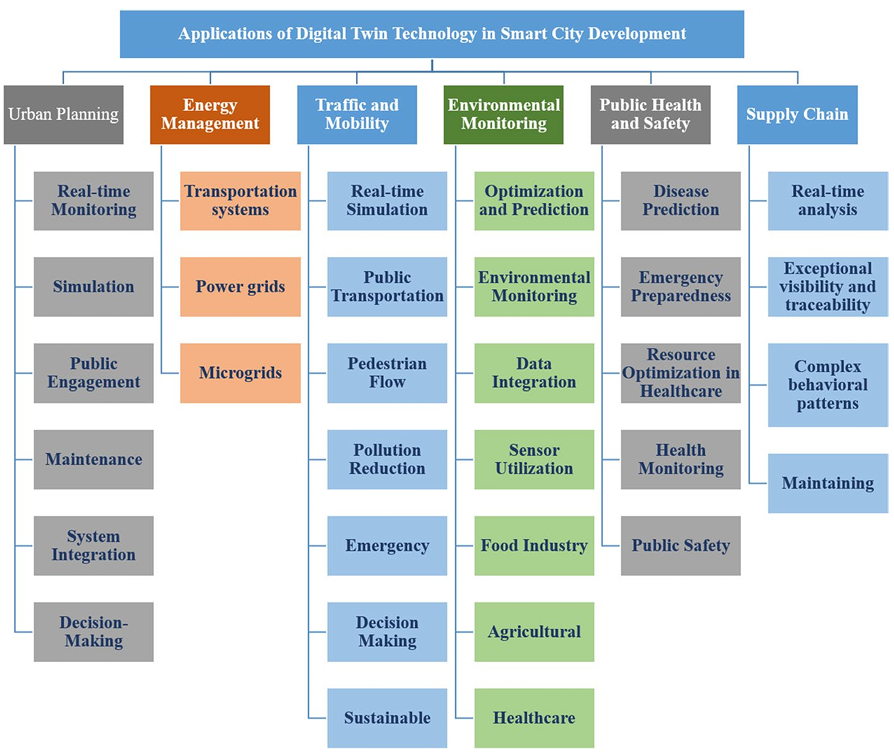 Applications of Digital Twin Technology in Smart City Development
Urban Planning
Real-time
Monitoring
Simulation
Public
Engagement
Maintenance
System
Integration
Decision-
Making
Energy
Management
Transportation
systems
Power grids
Microgrids
Traffic and
Mobility
Real-time
Simulation
Public
Transportation
Pedestrian
Flow
Pollution
Reduction
Emergency
Decision
Making
Sustainable
Environmental
Monitoring
Optimization
and Prediction
Environmental
Monitoring
Data
Integration
Sensor
Utilization
Food Industry
Agricultural
Healthcare
Public Health
and Safety
Disease
Prediction
Emergency
Preparedness
Resource
Optimization in
Healthcare
Health
Monitoring
Public Safety
Supply Chain
Real-time
analysis
Exceptional
visibility and
traceability
Complex
behavioral
patterns
Maintaining